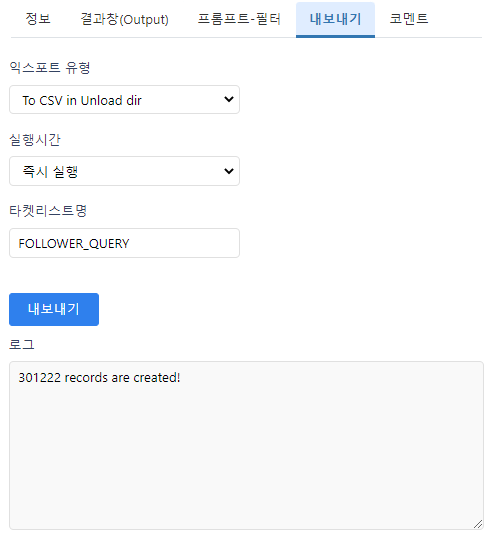 정보 결과창(Output) 프롬프트-필터 내보내기 코멘트
익스포트 유형
To CSV in Unload dir
실행시간
즉시 실행
타켓리스트명
FOLLOWER_QUERY
내보내기
로그
301222 records are created!